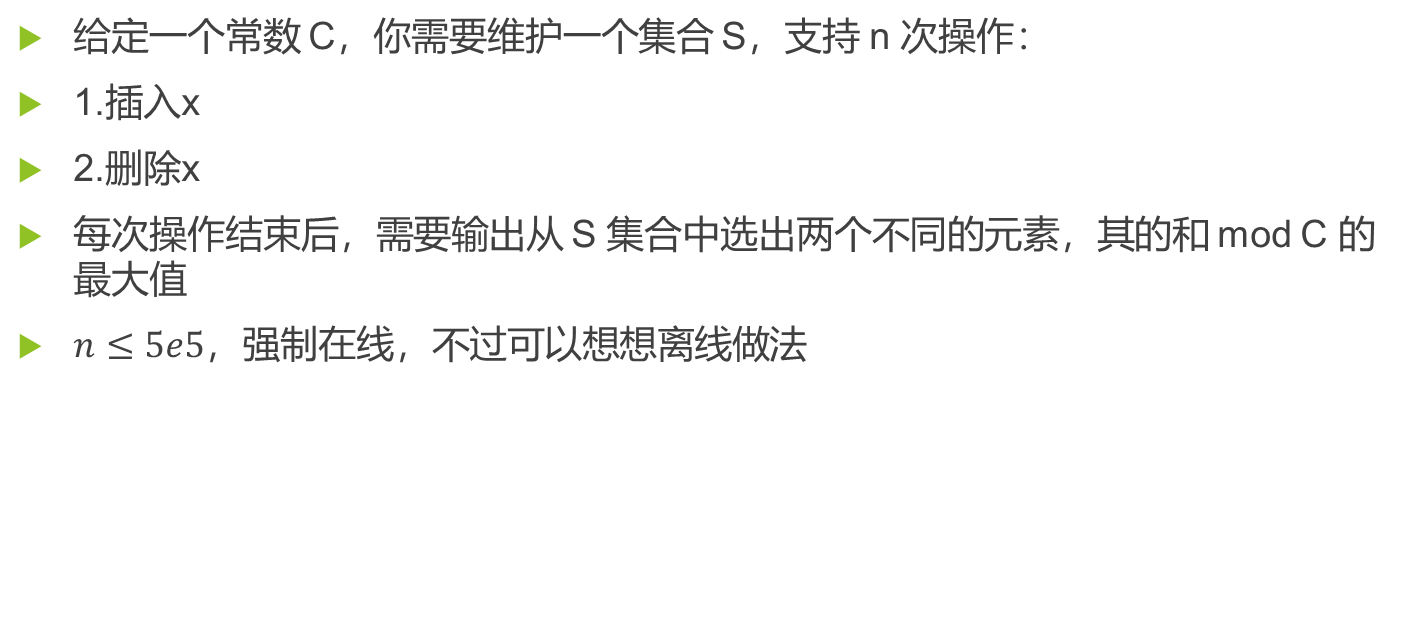 给定一个常数 C，你需要维护一个集合 S，支持 n 次操：
1.插入x
2.删除x
每次操作结束后，需要输出从 S 集合中选出两个不同的元素，其的和 mod C 的
最大值
n ≤ 5e5，强制在线，不过可以想想离线做法